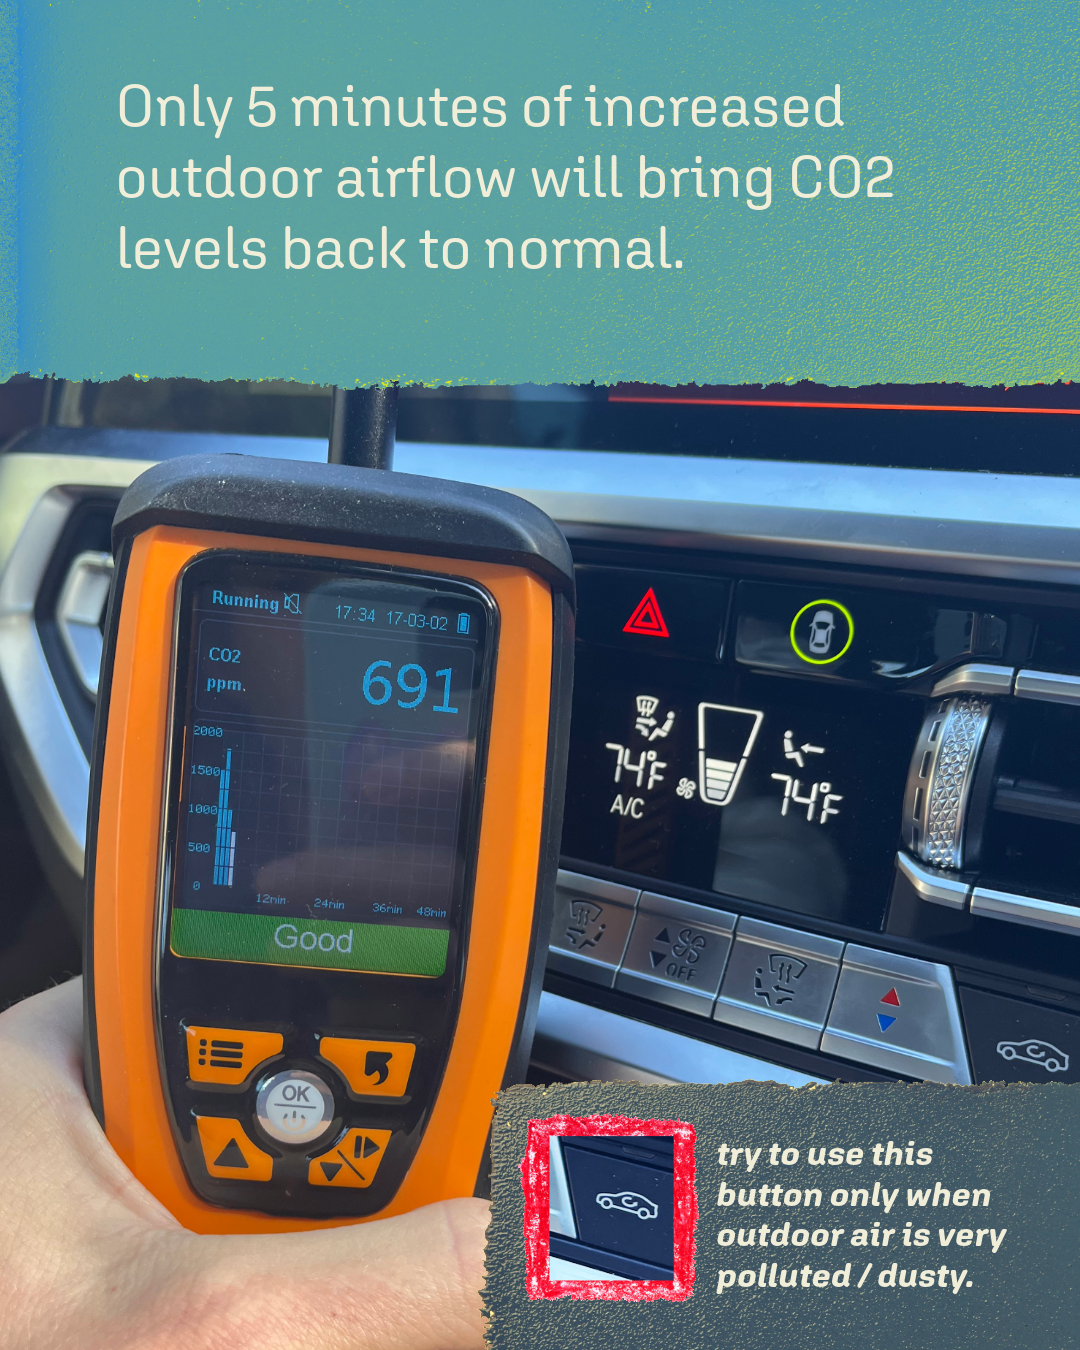 Only 5 minutes of increased
outdoor airflow will bring CO2
levels back to normal.
Running 17:34 17-03-02
CO2
ppm.
691
2000
1500
1000
500
0
12min 24min 36min 48min
Good
OK
74°F
A/C
74°F
OFF
try to use this
button only when
outdoor air is very
polluted / dusty.